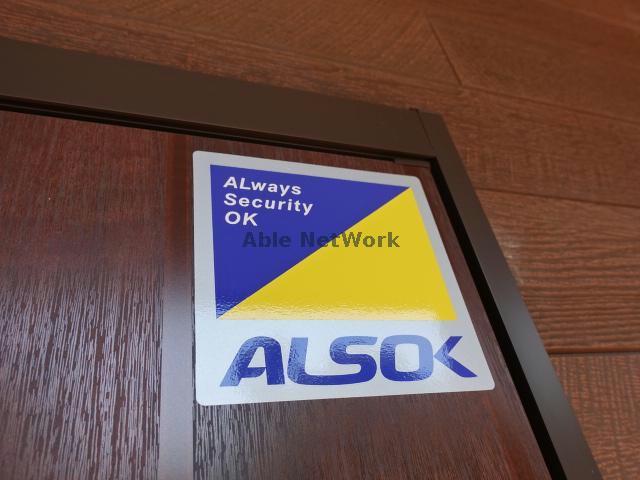 ALways
Security
OK
Able NetWork
ALSOK